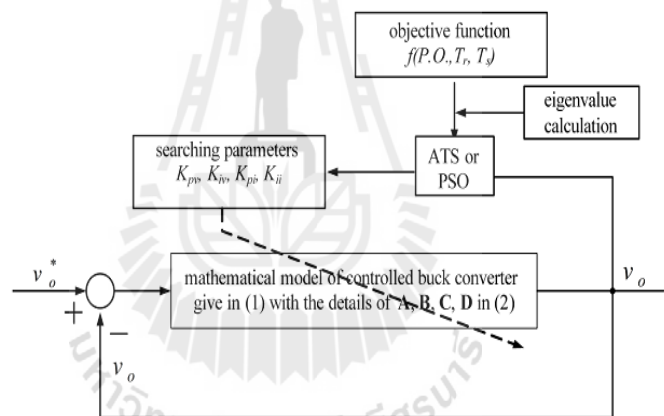 objective function
f(P.O.,Tr, Ts)
eigenvalue
calculation
searching parameters
Kpv, Kiv, Kpi, Kii
ATS or
PSO
v*o
mathematical model of controlled buck converter
give in (1) with the details of A, B, C, D in (2)
vo
+
−
vo